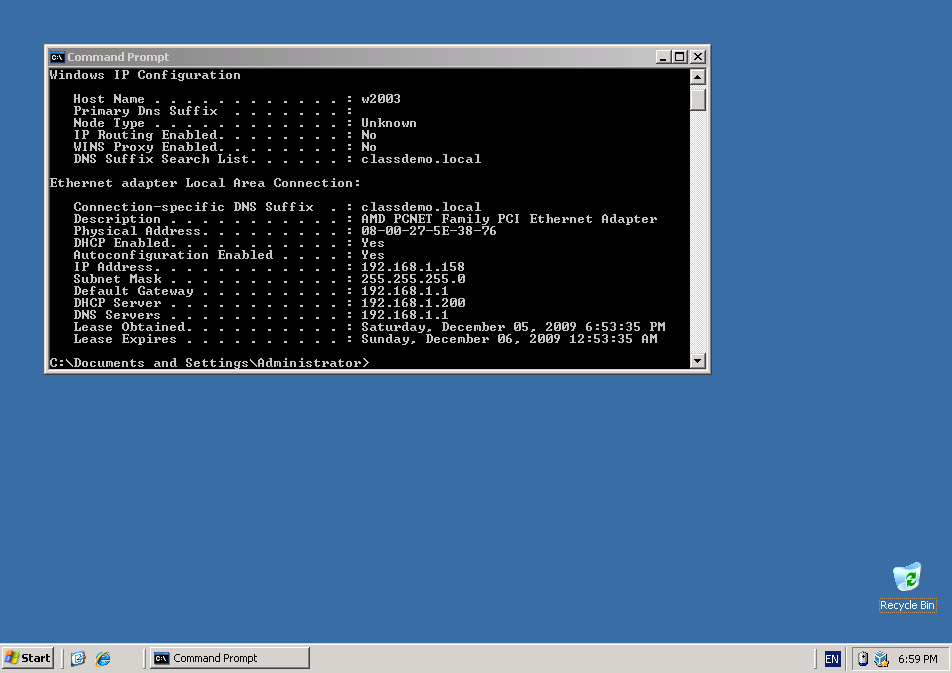 Command Prompt
Windows IP Configuration
Host Name . . . . . . . . . . . . : w2003
Primary Dns Suffix . . . . . . . :
Node Type . . . . . . . . . . . . : Unknown
IP Routing Enabled. . . . . . . . : No
WINS Proxy Enabled. . . . . . . . : No
DNS Suffix Search List. . . . . . : classdemo.local
Ethernet adapter Local Area Connection:
Connection-specific DNS Suffix . : classdemo.local
Description . . . . . . . . . . . : AMD PCNET Family PCI Ethernet Adapter
Physical Address. . . . . . . . . : 08-00-27-5E-38-76
DHCP Enabled. . . . . . . . . . . : Yes
Autoconfiguration Enabled . . . . : Yes
IP Address. . . . . . . . . . . . : 192.168.1.158
Subnet Mask . . . . . . . . . . . : 255.255.255.0
Default Gateway . . . . . . . . . : 192.168.1.1
DHCP Server . . . . . . . . . . . : 192.168.1.200
DNS Servers . . . . . . . . . . . : 192.168.1.1
Lease Obtained. . . . . . . . . . : Saturday, December 05, 2009 6:53:35 PM
Lease Expires . . . . . . . . . . : Sunday, December 06, 2009 12:53:35 AM
C:\Documents and Settings\Administrator>
Recycle Bin
Start
Command Prompt
EN
6:59 PM